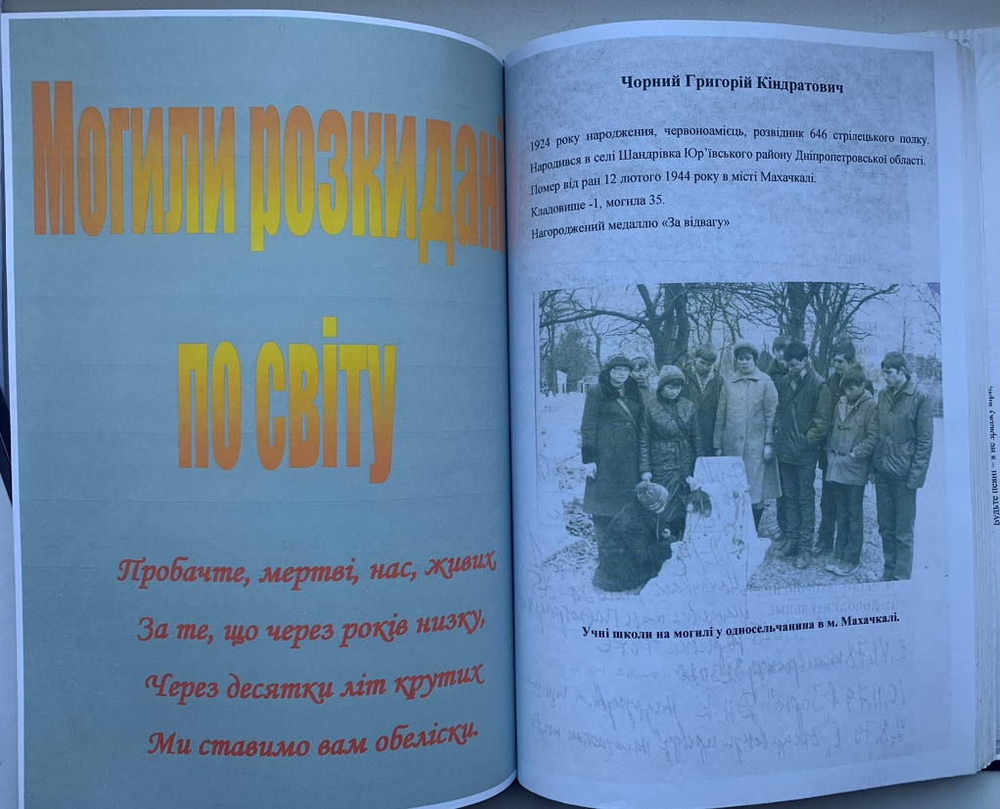 Могили розкидані
по світу
Пробачте, мертві, нас, живих,
За те, що через років низку,
Через десятки літ крутих
Ми ставимо вам обеліски.
Чорний Григорій Кіндратович
1924 року народження, червоноамієць, розвідник 646 стрілецького полку.
Народився в селі Шандрівка Юр’ївського району Дніпропетровської області.
Помер від ран 12 лютого 1944 року в місті Махачкалі.
Кладовище -1, могила 35.
Нагороджений медаллю «За відвагу»
Учні школи на могилі у односельчанина в м. Махачкалі.